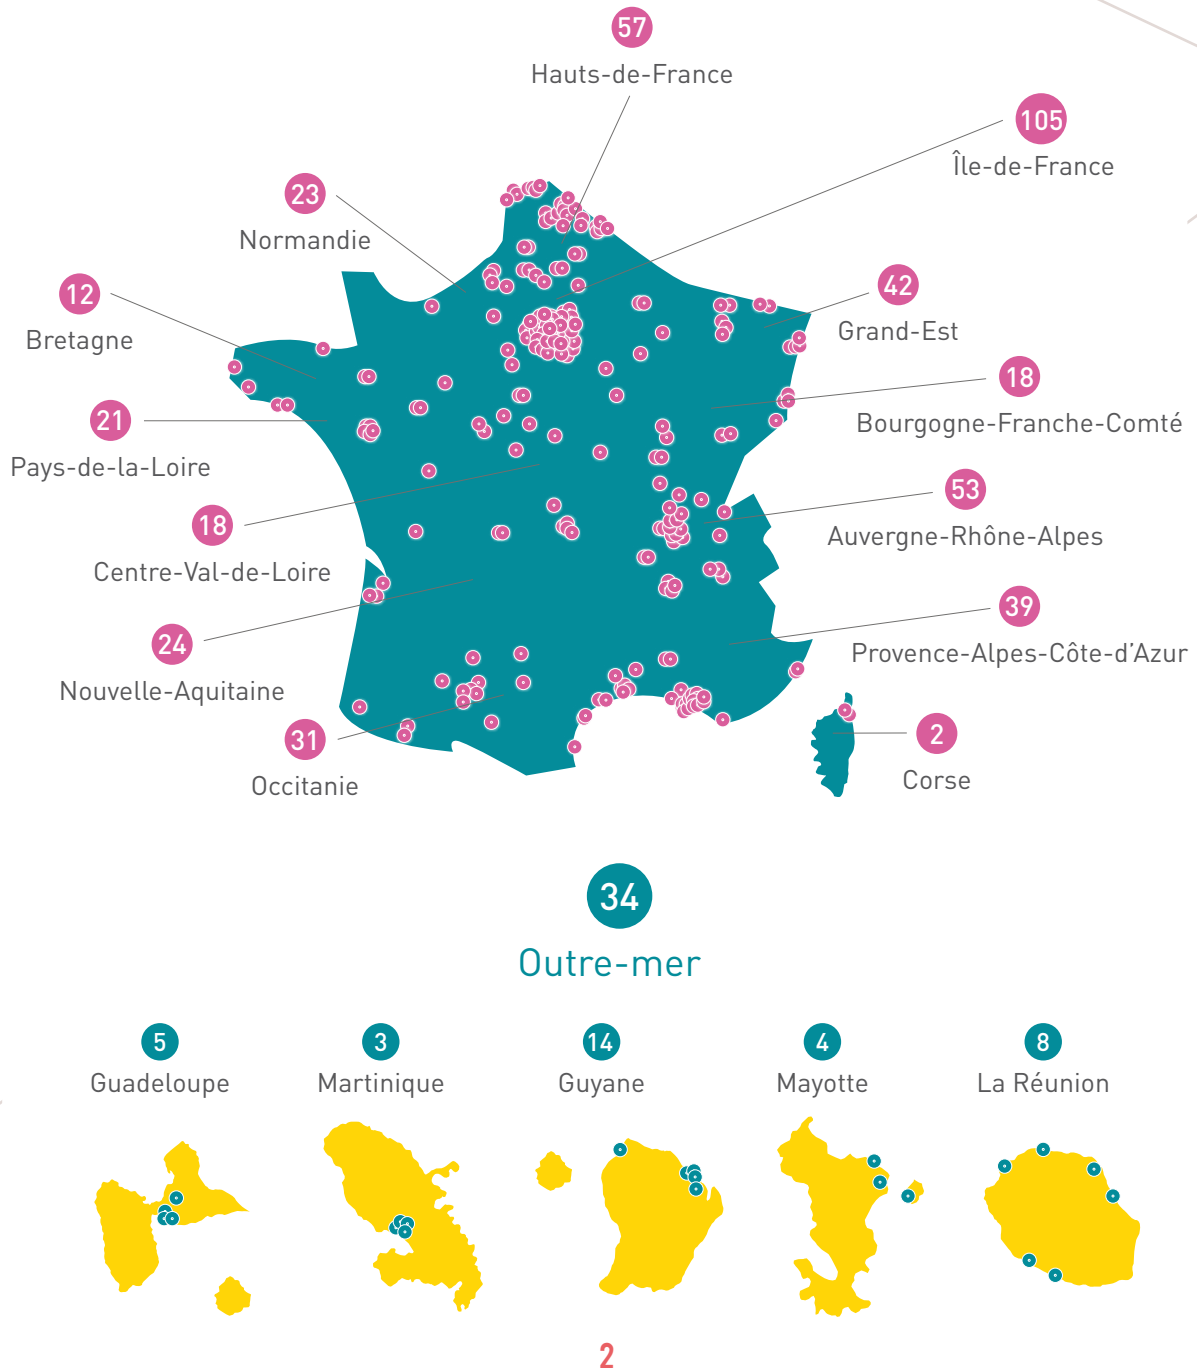 57
Hauts-de-France
105
Île-de-France
23
Normandie
12
Bretagne
42
Grand-Est
18
Bourgogne-Franche-Comté
21
Pays-de-la-Loire
53
Auvergne-Rhône-Alpes
18
Centre-Val-de-Loire
39
Provence-Alpes-Côte-d'Azur
24
Nouvelle-Aquitaine
31
Occitanie
2
Corse
34
Outre-mer
5
Guadeloupe
3
Martinique
14
Guyane
4
Mayotte
8
La Réunion
2